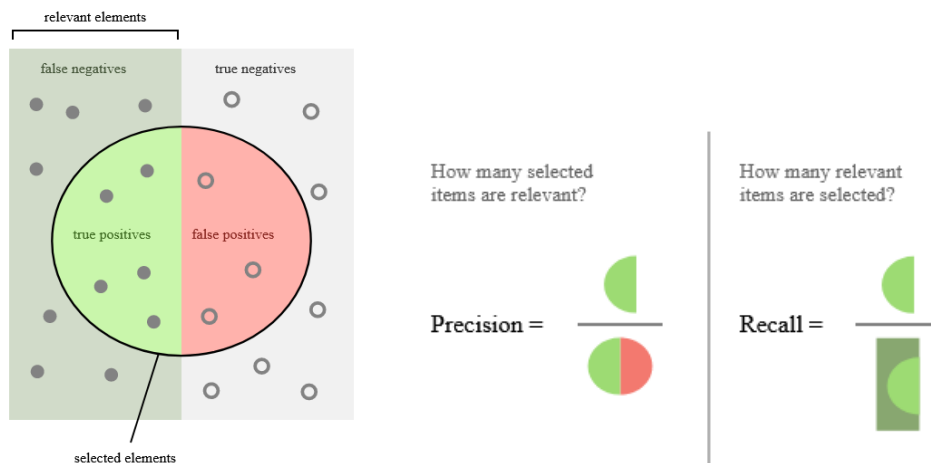 relevant elements
false negatives
true negatives
true positives
false positives
selected elements
How many selected
items are relevant?
Precision =
How many relevant
items are selected?
Recall =